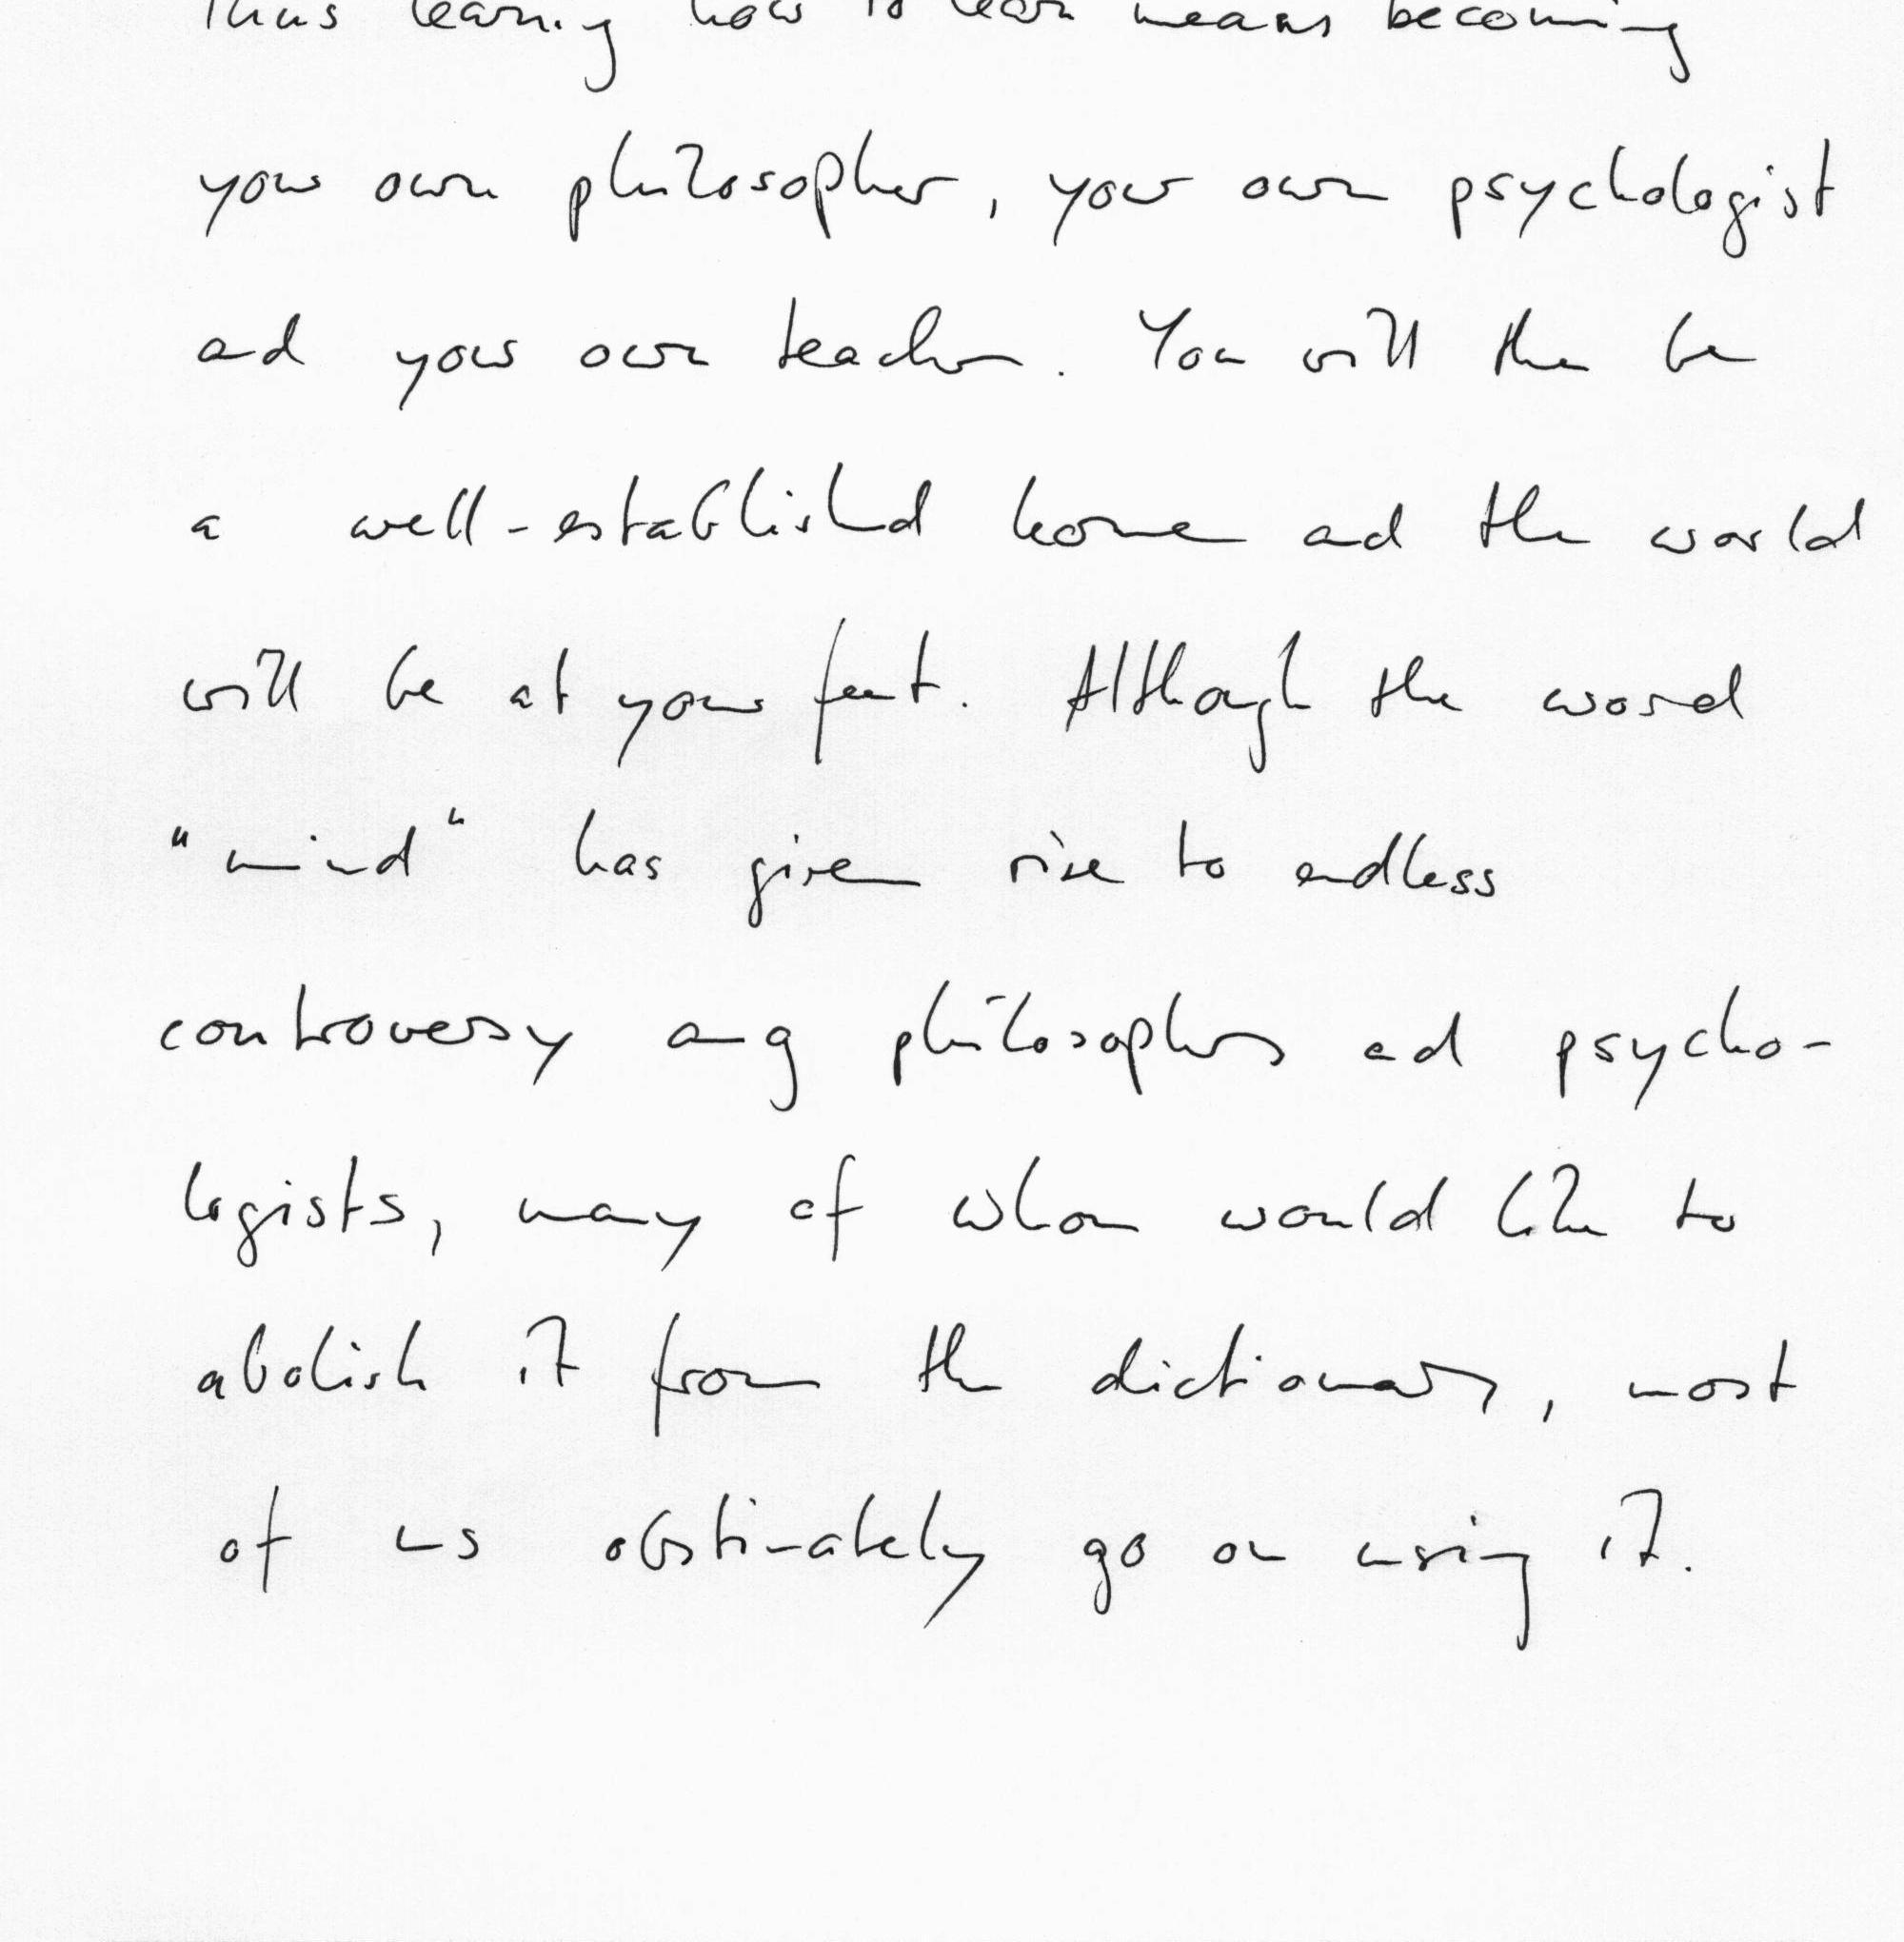 Thus learning how to learn means becoming
your own philosopher, your own psychologist
and your own teacher. You will then be
a well-established home and the world
will be at your feet. Although the word
"mind" has given rise to endless
controversy among philosophers and psycho-
logists, many of whom would like to
abolish it from the dictionary, most
of us obstinately go on using it.